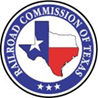 RAILROAD COMMISSION OF TEXAS